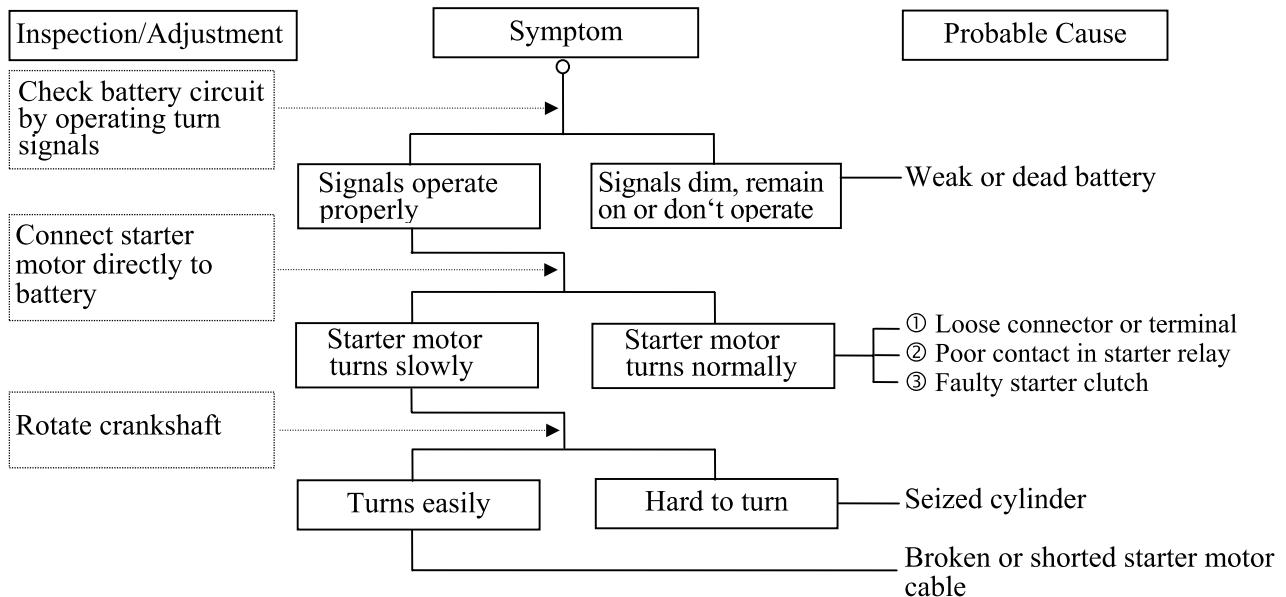 Inspection/Adjustment
Symptom
Probable Cause
Check battery circuit
by operating turn
signals
Signals operate
properly
Signals dim, remain
on or don‘t operate
Weak or dead battery
Connect starter
motor directly to
battery
Starter motor
turns slowly
Starter motor
turns normally
① Loose connector or terminal
② Poor contact in starter relay
③ Faulty starter clutch
Rotate crankshaft
Turns easily
Hard to turn
Seized cylinder
Broken or shorted starter motor
cable